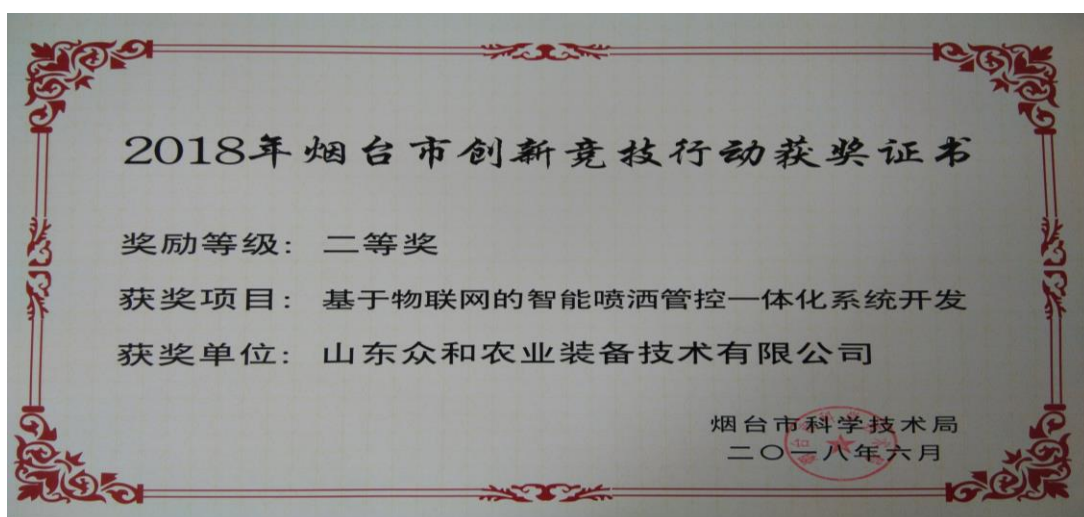 2018年烟台市创新竞技行动获奖证书
奖励等级: 二等奖
获奖项目: 基于物联网的智能喷洒管控一体化系统开发
获奖单位: 山东众和农业装备技术有限公司
烟台市科学技术局
二〇一八年六月